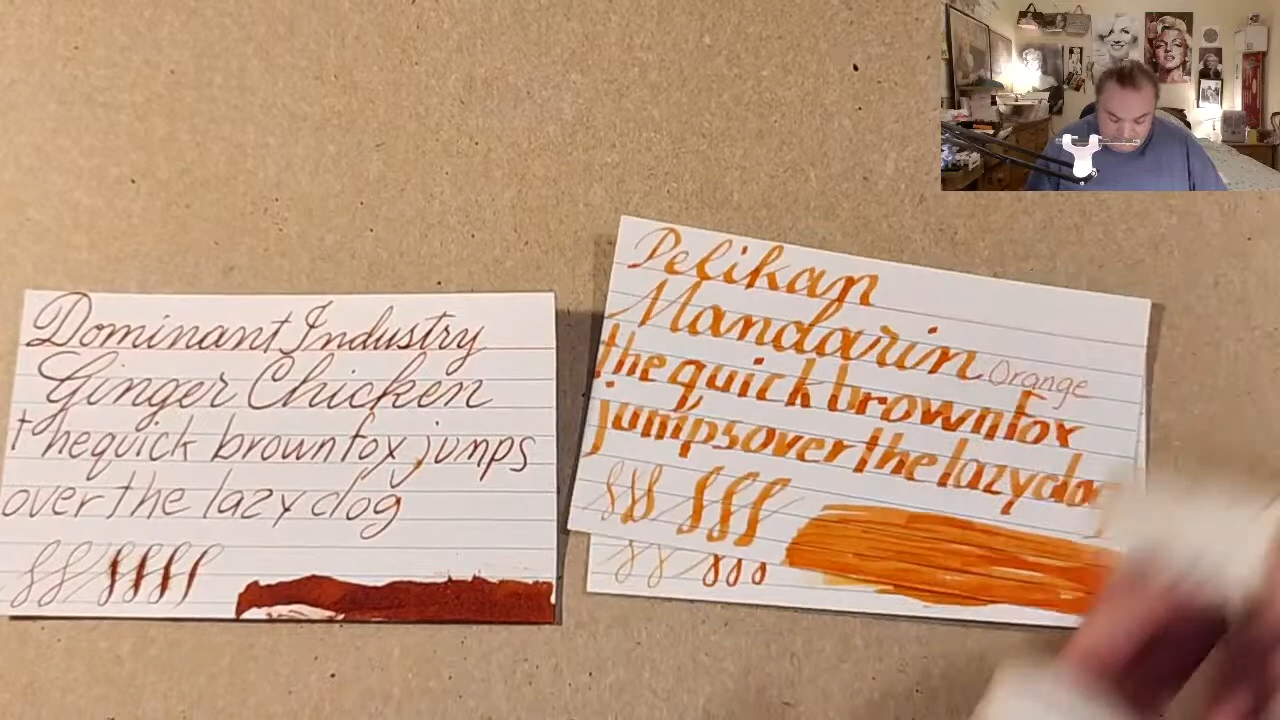 Dominant Industry
Ginger Chicken
the quick brown fox jumps
over the lazy dog
Pelikan
Mandarin Orange
the quick brown fox
jumps over the lazy dog